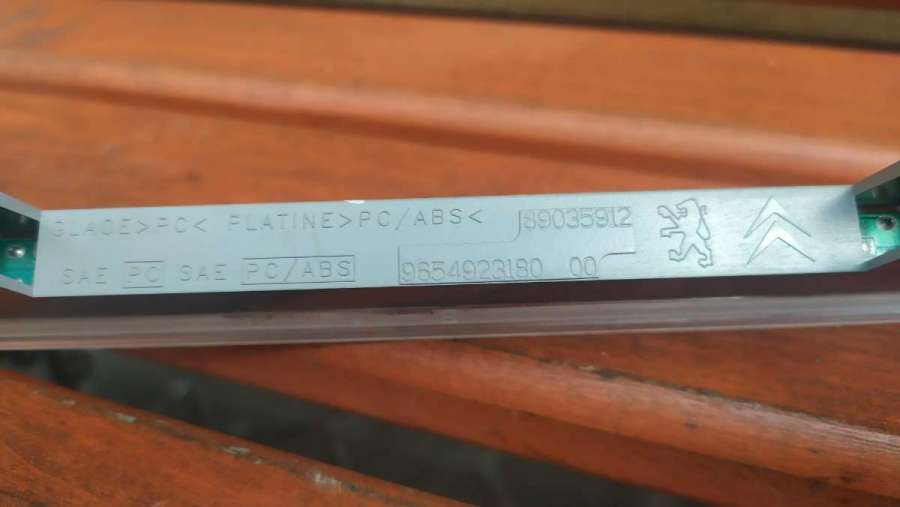 GLACE>PC< PLATINE>PC/ABS< 89035912
SAE PC SAE PC/ABS 9654923180 00